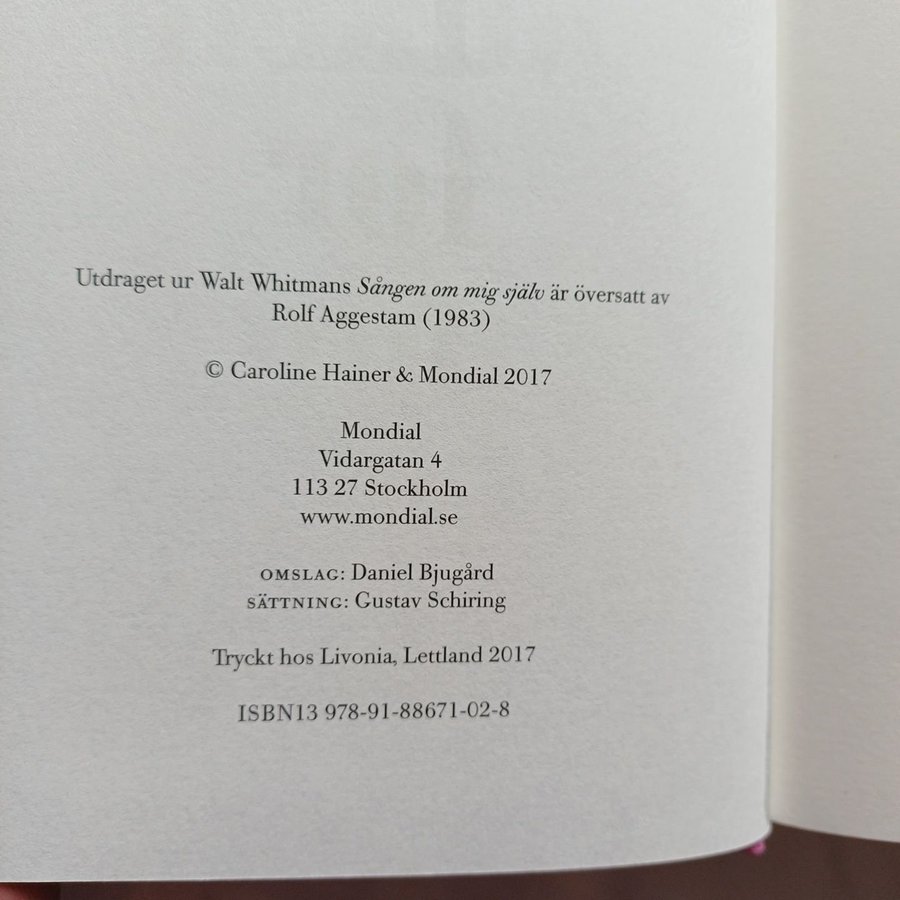 Utdraget ur Walt Whitmans Sången om mig själv är översatt av
Rolf Aggestam (1983)
© Caroline Hainer & Mondial 2017
Mondial
Vidargatan 4
113 27 Stockholm
www.mondial.se
OMSLAG: Daniel Bjugård
SÄTTNING: Gustav Schiring
Tryckt hos Livonia, Lettland 2017
ISBN13 978-91-88671-02-8